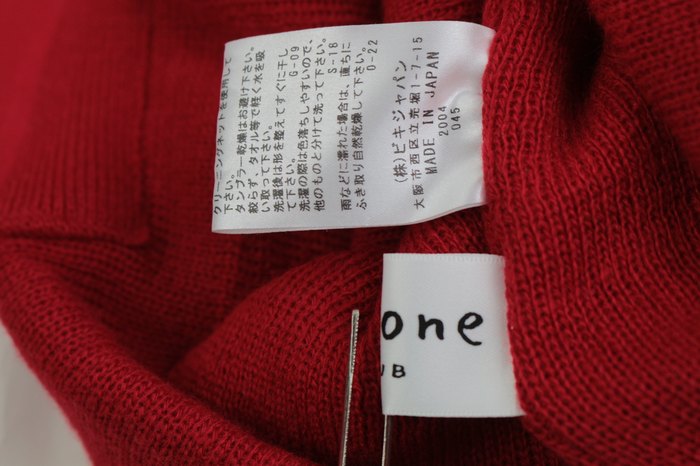 クリーニングネットを使用して
下さい。
タンブラー乾燥はお避け下さい。
絞らず、タオル等で軽く水を吸
い取って下さい。
洗濯後は形を整えてすぐに干し
て下さい。 G-09
洗濯の際は色落ちしやすいので、
他のものと分けて洗って下さい。
S-18
雨などに濡れた場合は、直ちに
ふき取り自然乾燥して下さい。
O-22
(株)ピキジャパン
大阪市西区立売堀1-7-15
MADE IN JAPAN
2004
045
one
UB